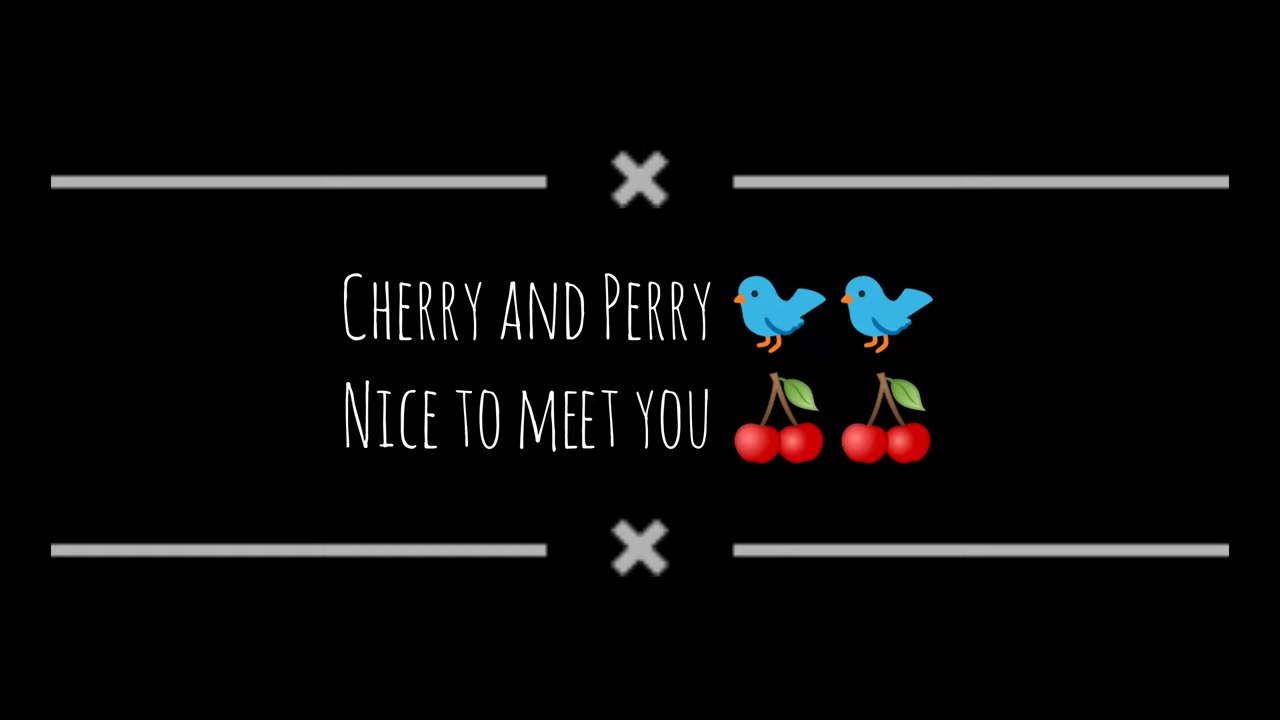 Cherry and Perry 🐦 🐦
Nice to meet you 🍒 🍒